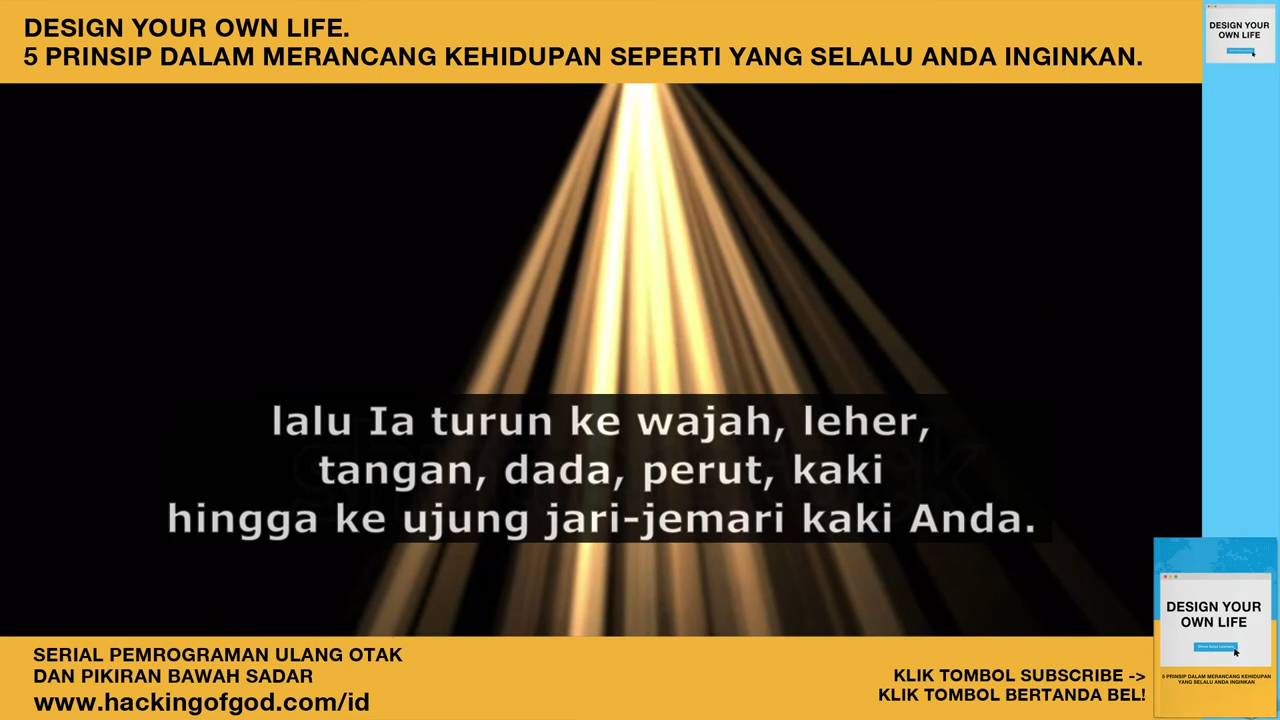 DESIGN YOUR OWN LIFE.
5 PRINSIP DALAM MERANCANG KEHIDUPAN SEPERTI YANG SELALU ANDA INGINKAN.
DESIGN YOUR
OWN LIFE
lalu Ia turun ke wajah, leher,
tangan, dada, perut, kaki
hingga ke ujung jari-jemari kaki Anda.
SERIAL PEMROGRAMAN ULANG OTAK
DAN PIKIRAN BAWAH SADAR
www.hackingofgod.com/id
KLIK TOMBOL SUBSCRIBE ->
KLIK TOMBOL BERTANDA BEL!
DESIGN YOUR
OWN LIFE
5 PRINSIP DALAM MERANCANG KEHIDUPAN
YANG SELALU ANDA INGINKAN